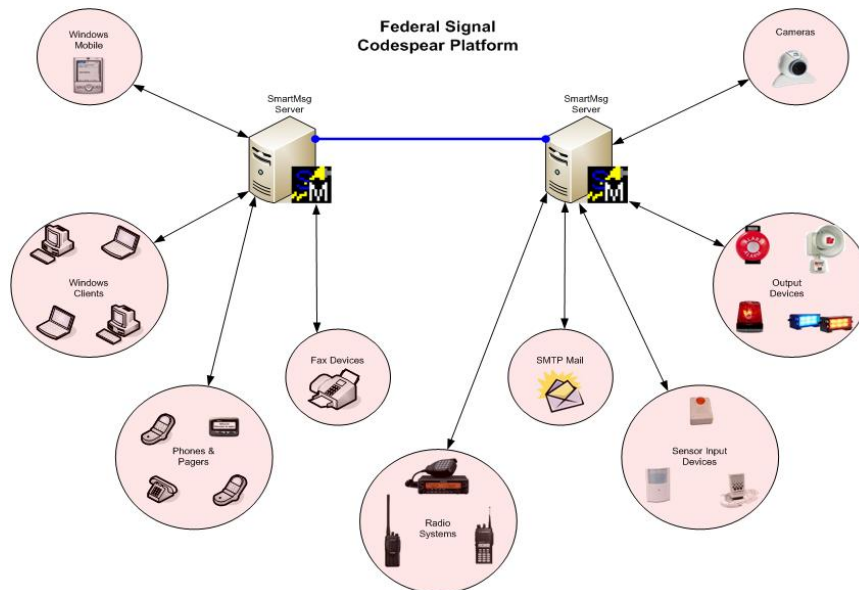 Federal Signal
Codespear Platform
Windows
Mobile
Cameras
SmartMsg
Server
SmartMsg
Server
Windows
Clients
Output
Devices
Fax Devices
SMTP Mail
Phones &
Pagers
Sensor Input
Devices
Radio
Systems